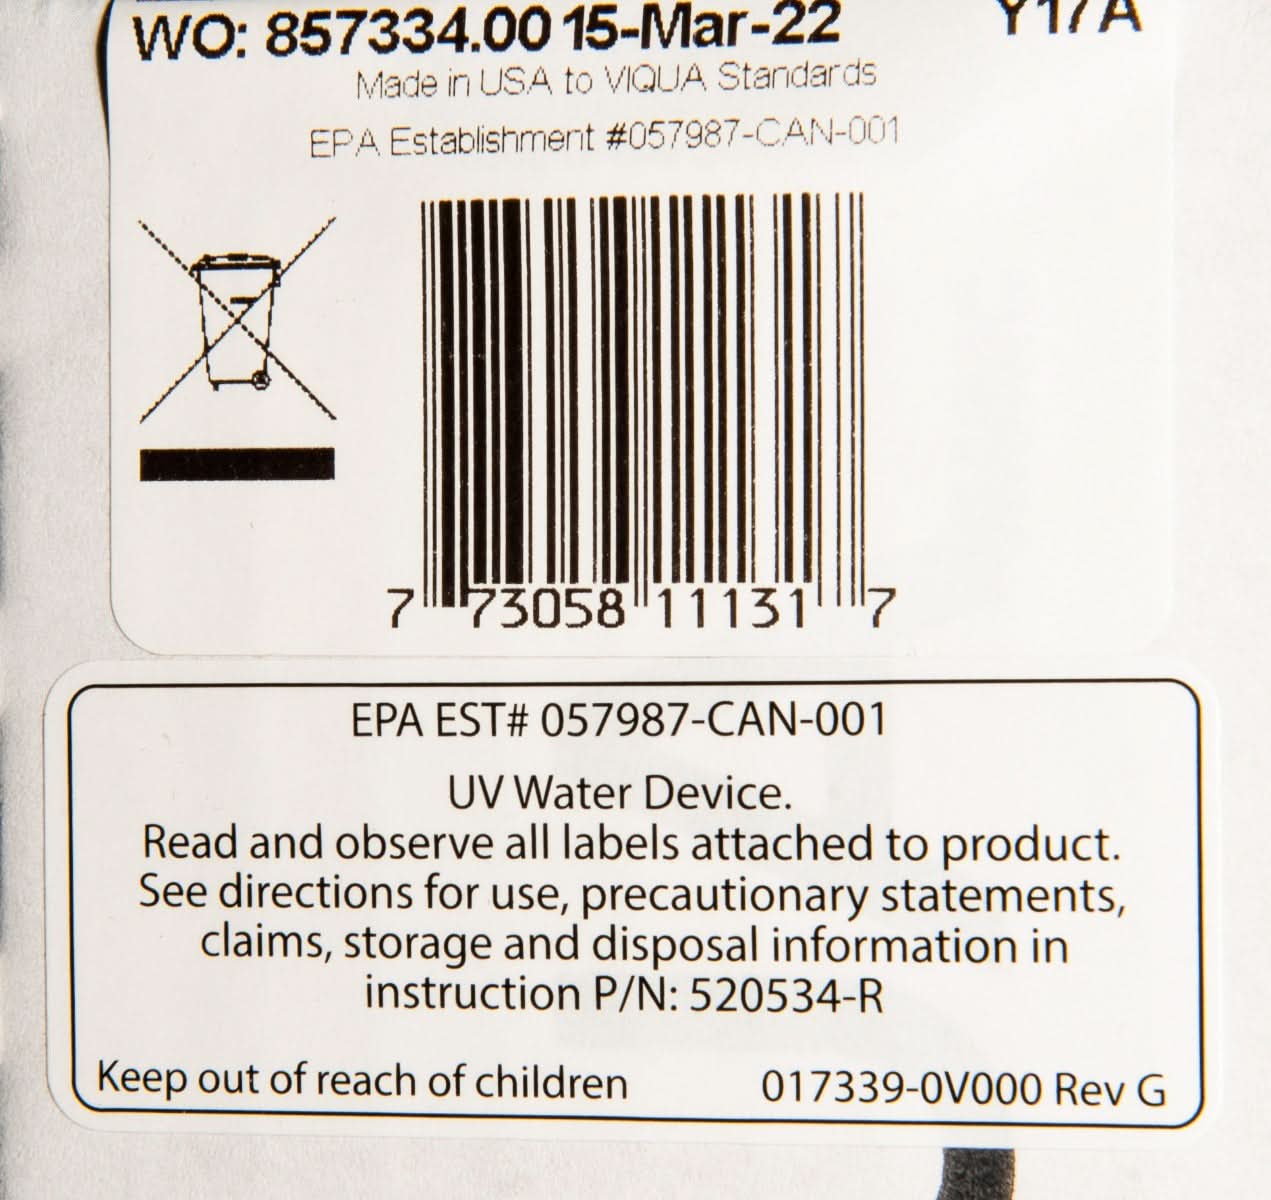 WO: 857334.00 15-Mar-22 Y17A
Made in USA to VIQUA Standards
EPA Establishment #057987-CAN-001
7 73058 11131 7
EPA EST# 057987-CAN-001
UV Water Device.
Read and observe all labels attached to product.
See directions for use, precautionary statements,
claims, storage and disposal information in
instruction P/N: 520534-R
Keep out of reach of children 017339-0V000 Rev G